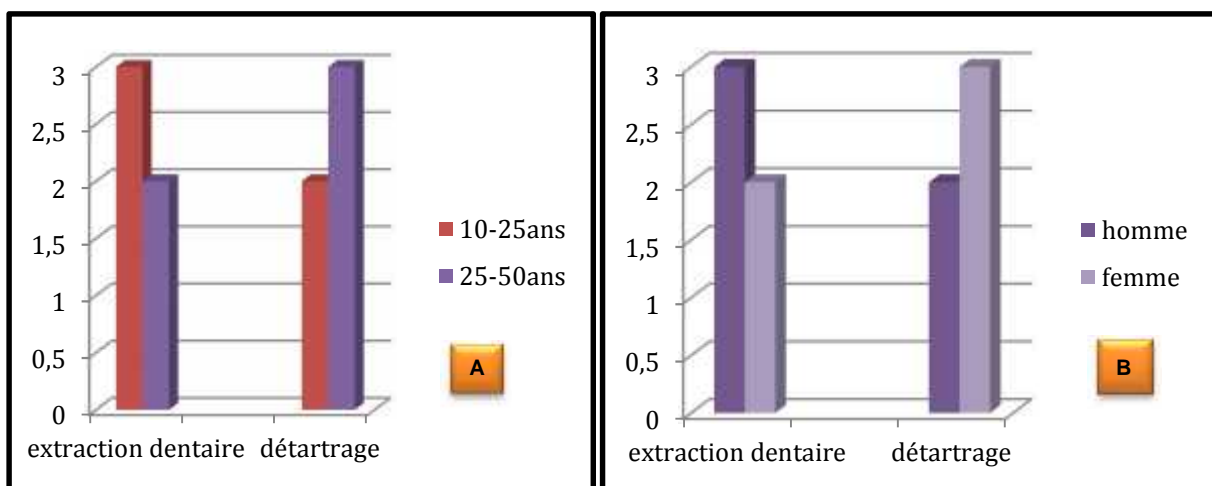 3
2,5
2
1,5
1
0,5
0
extraction dentaire détartrage
10-25ans
25-50ans
A
3
2,5
2
1,5
1
0,5
0
extraction dentaire détartrage
homme
femme
B